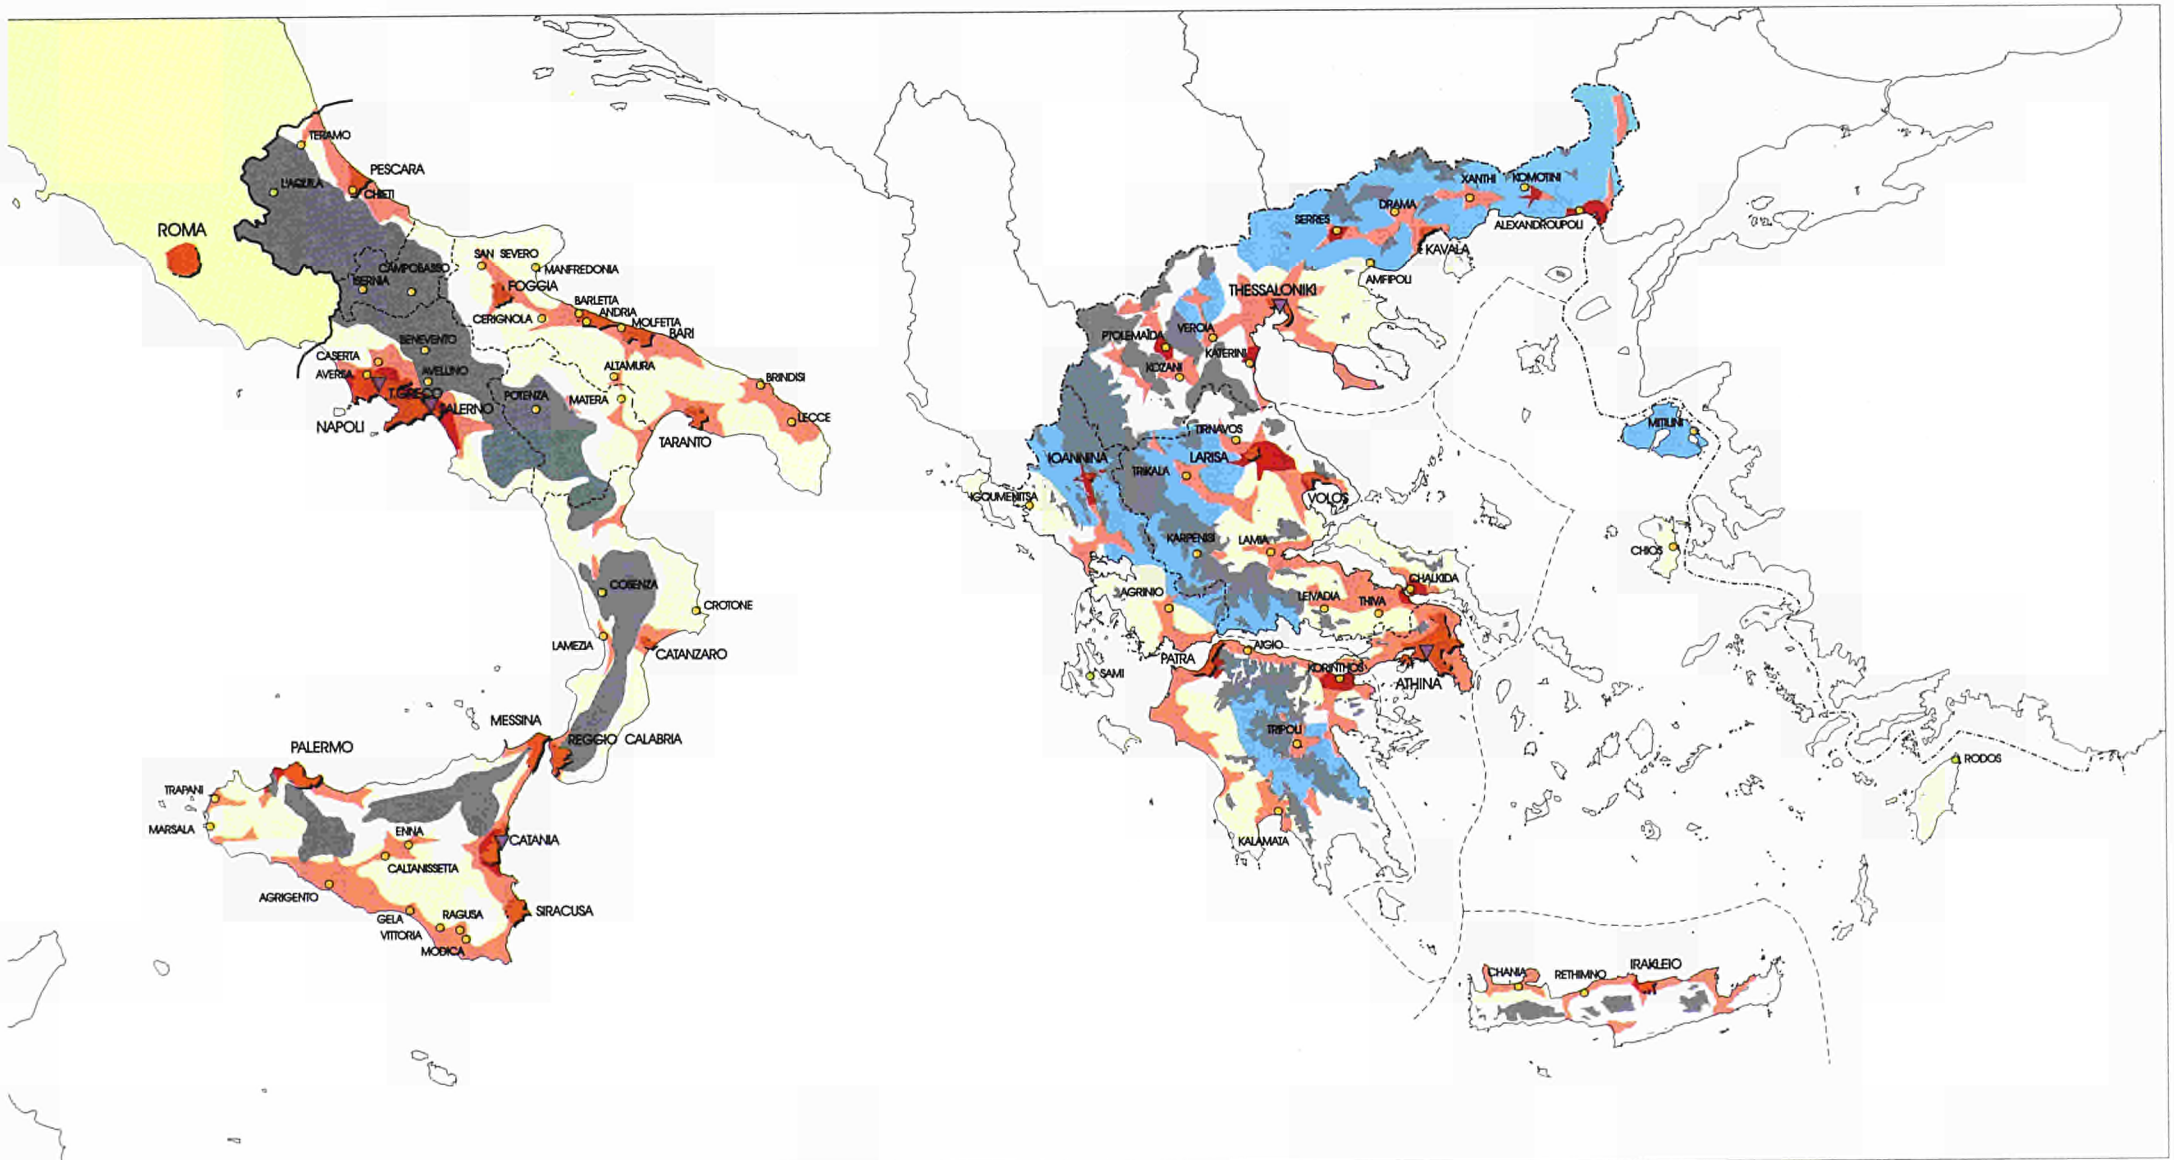 TERAMO
PESCARA
L'AQUILA
CHIETI
ROMA
SAN SEVERO
CAMPOBASSO
MANFREDONIA
ISERNIA
FOGGIA
BARLETTA
ANDRIA
CERIGNOLA
MOLFETTA
BARI
BENEVENTO
CASERTA
AVERSA
AVELLINO
ALTAMURA
BRINDISI
T.GRECO
POTENZA
MATERA
SALERNO
LECCE
NAPOLI
TARANTO
COSENZA
CROTONE
LAMEZIA
CATANZARO
MESSINA
REGGIO CALABRIA
PALERMO
TRAPANI
MARSALA
ENNA
CATANIA
CALTANISSETTA
AGRIGENTO
GELA
RAGUSA
SIRACUSA
VITTORIA
MODICA
XANTHI
KOMOTINI
DRAMA
SERRES
ALEXANDROUPOLI
KAVALA
AMFIPOLI
THESSALONIKI
VEROIA
PTOLEMAÏDA
KATERINI
KOZANI
MITILINI
TIRNAVOS
IOANNINA
LARISA
TRIKALA
IGOUMENITSA
VOLOS
KARPENISI
LAMIA
CHIOS
CHALKIDA
AGRINIO
LEIVADIA
THIVA
AIGIO
PATRA
KORINTHOS
SAMI
ATHINA
TRIPOLI
RODOS
KALAMATA
CHANIA
RETHIMNO
IRAKLEIO